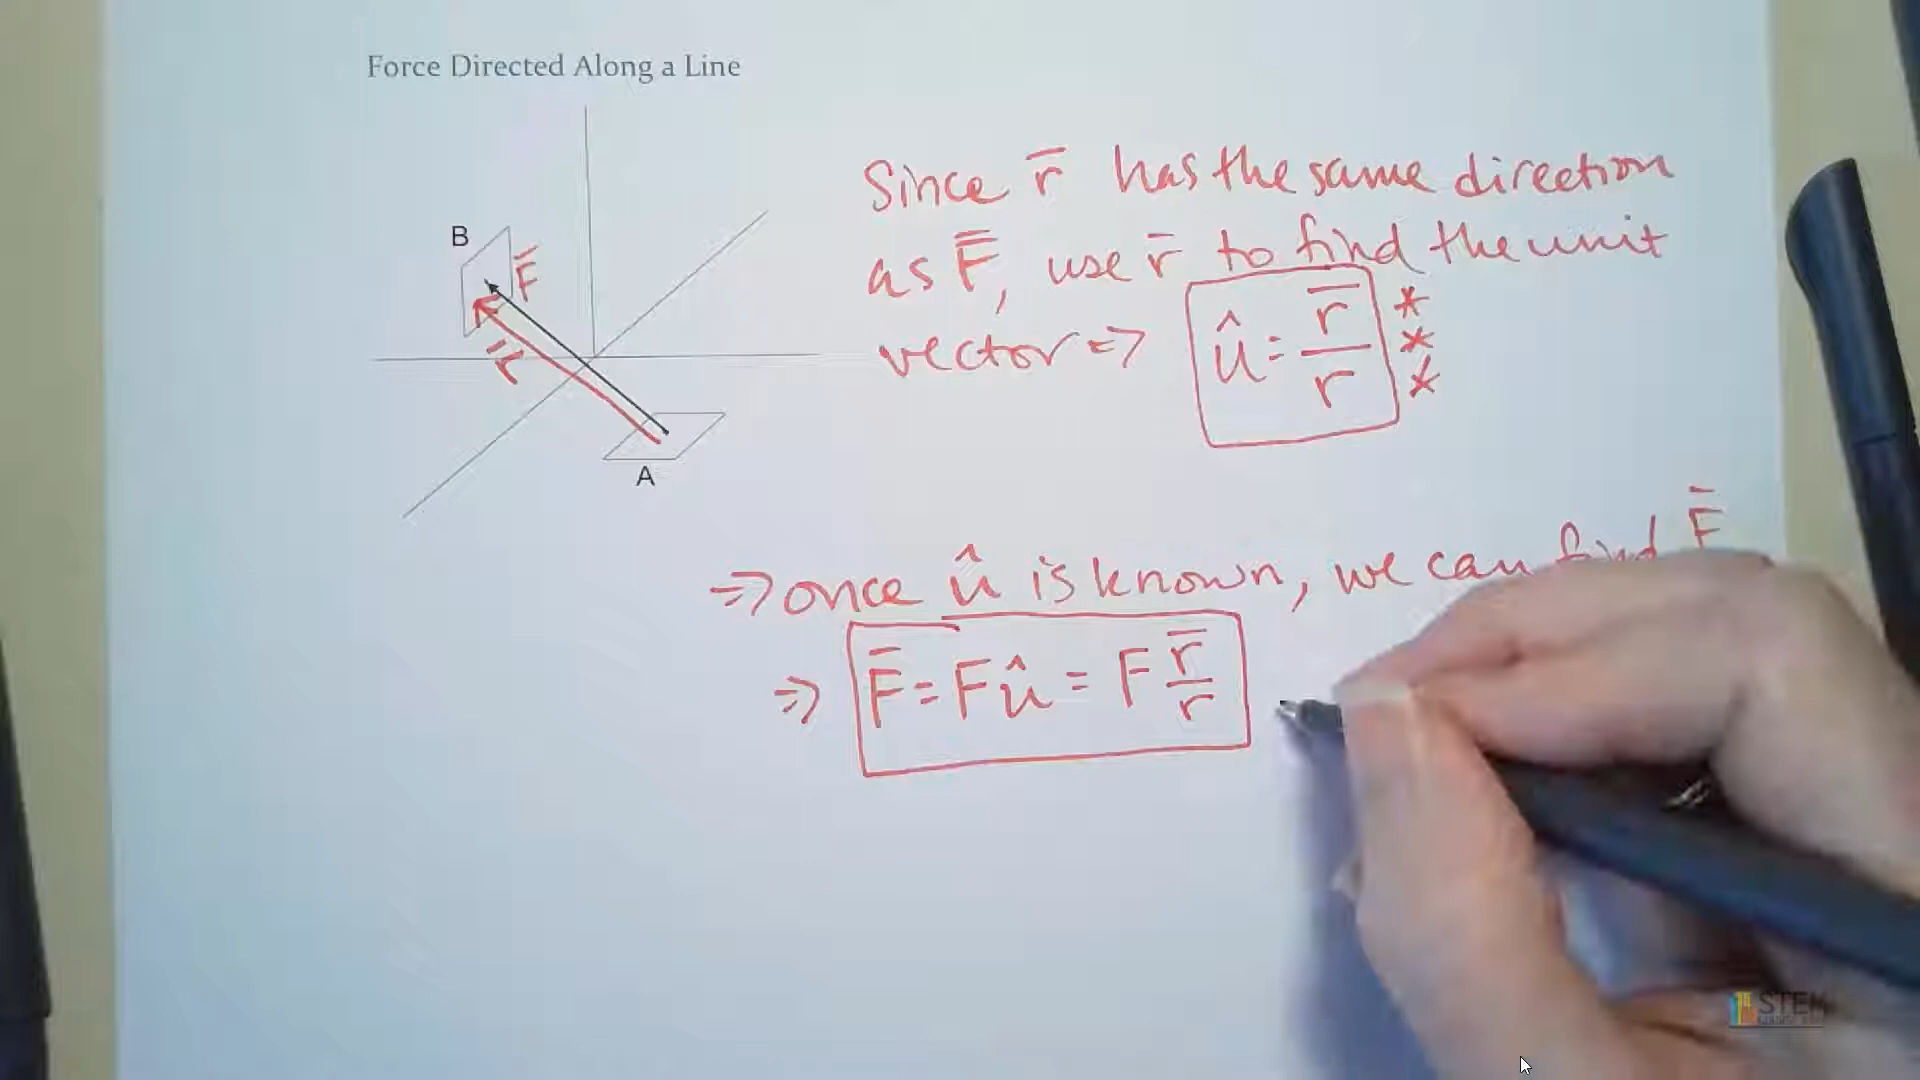 Force Directed Along a Line
B
F̄
r̄
A
Since r̄ has the same direction
as F̄, use r̄ to find the unit
vector => û = r̄/r ***
=> once û is known, we can find F̄
=> F̄ = Fû = F r̄/r
STEM